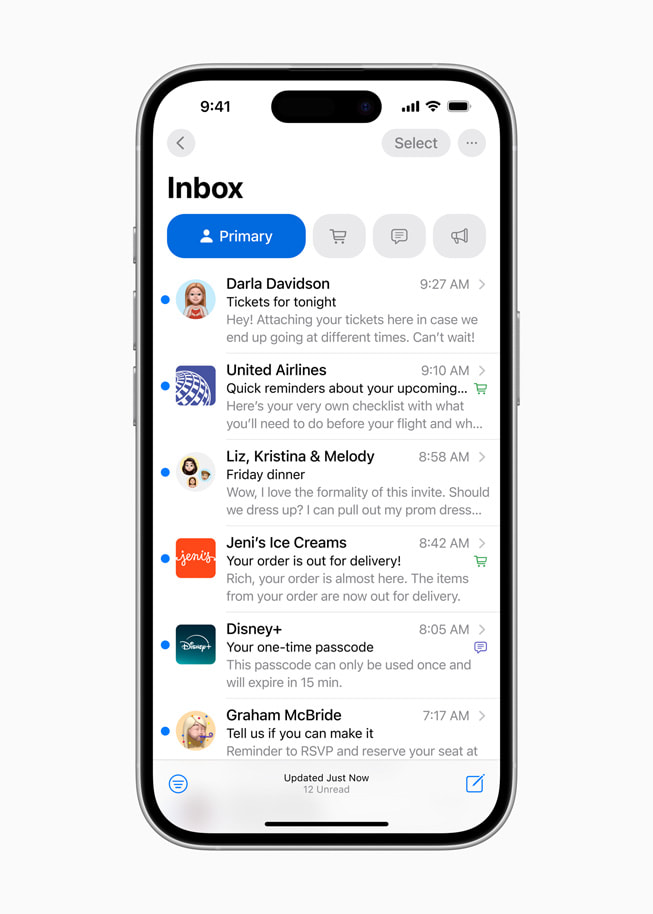 9:41
Select
Inbox
Primary
Darla Davidson 9:27 AM
Tickets for tonight
Hey! Attaching your tickets here in case we
end up going at different times. Can’t wait!
United Airlines 9:10 AM
Quick reminders about your upcoming...
Here’s your very own checklist with what
you’ll need to do before your flight and wh...
Liz, Kristina & Melody 8:58 AM
Friday dinner
Wow, I love the formality of this invite. Should
we dress up? I can pull out my prom dress...
jeni's
Jeni’s Ice Creams 8:42 AM
Your order is out for delivery!
Rich, your order is almost here. The items
from your order are now out for delivery.
Disney+
Disney+ 8:05 AM
Your one-time passcode
This passcode can only be used once and
will expire in 15 min.
Graham McBride 7:17 AM
Tell us if you can make it
Reminder to RSVP and reserve your seat at
Updated Just Now
12 Unread